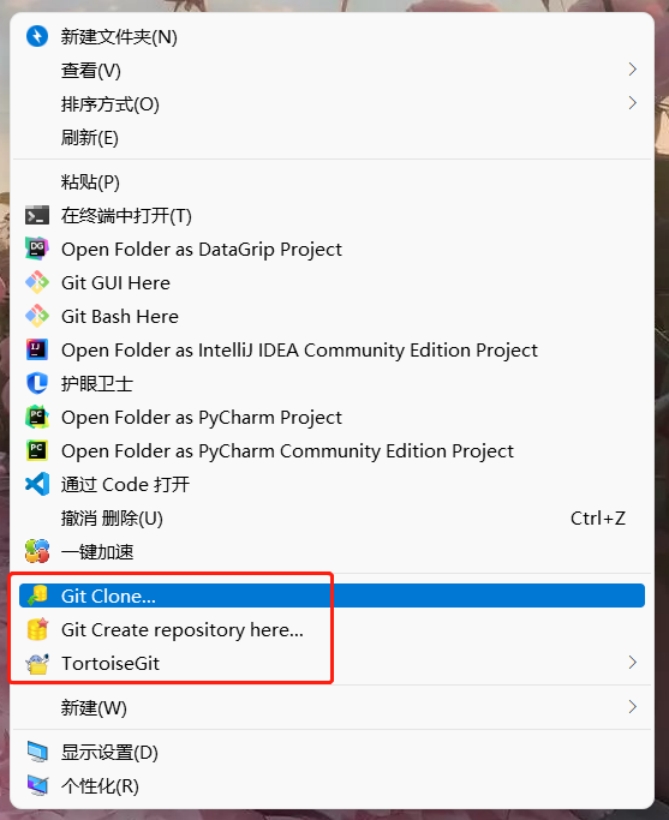 新建文件夹(N)
查看(V)
排序方式(O)
刷新(E)
粘贴(P)
在终端中打开(T)
Open Folder as DataGrip Project
Git GUI Here
Git Bash Here
Open Folder as IntelliJ IDEA Community Edition Project
护眼卫士
Open Folder as PyCharm Project
Open Folder as PyCharm Community Edition Project
通过 Code 打开
撤消 删除(U) Ctrl+Z
一键加速
Git Clone...
Git Create repository here...
TortoiseGit
新建(W)
显示设置(D)
个性化(R)